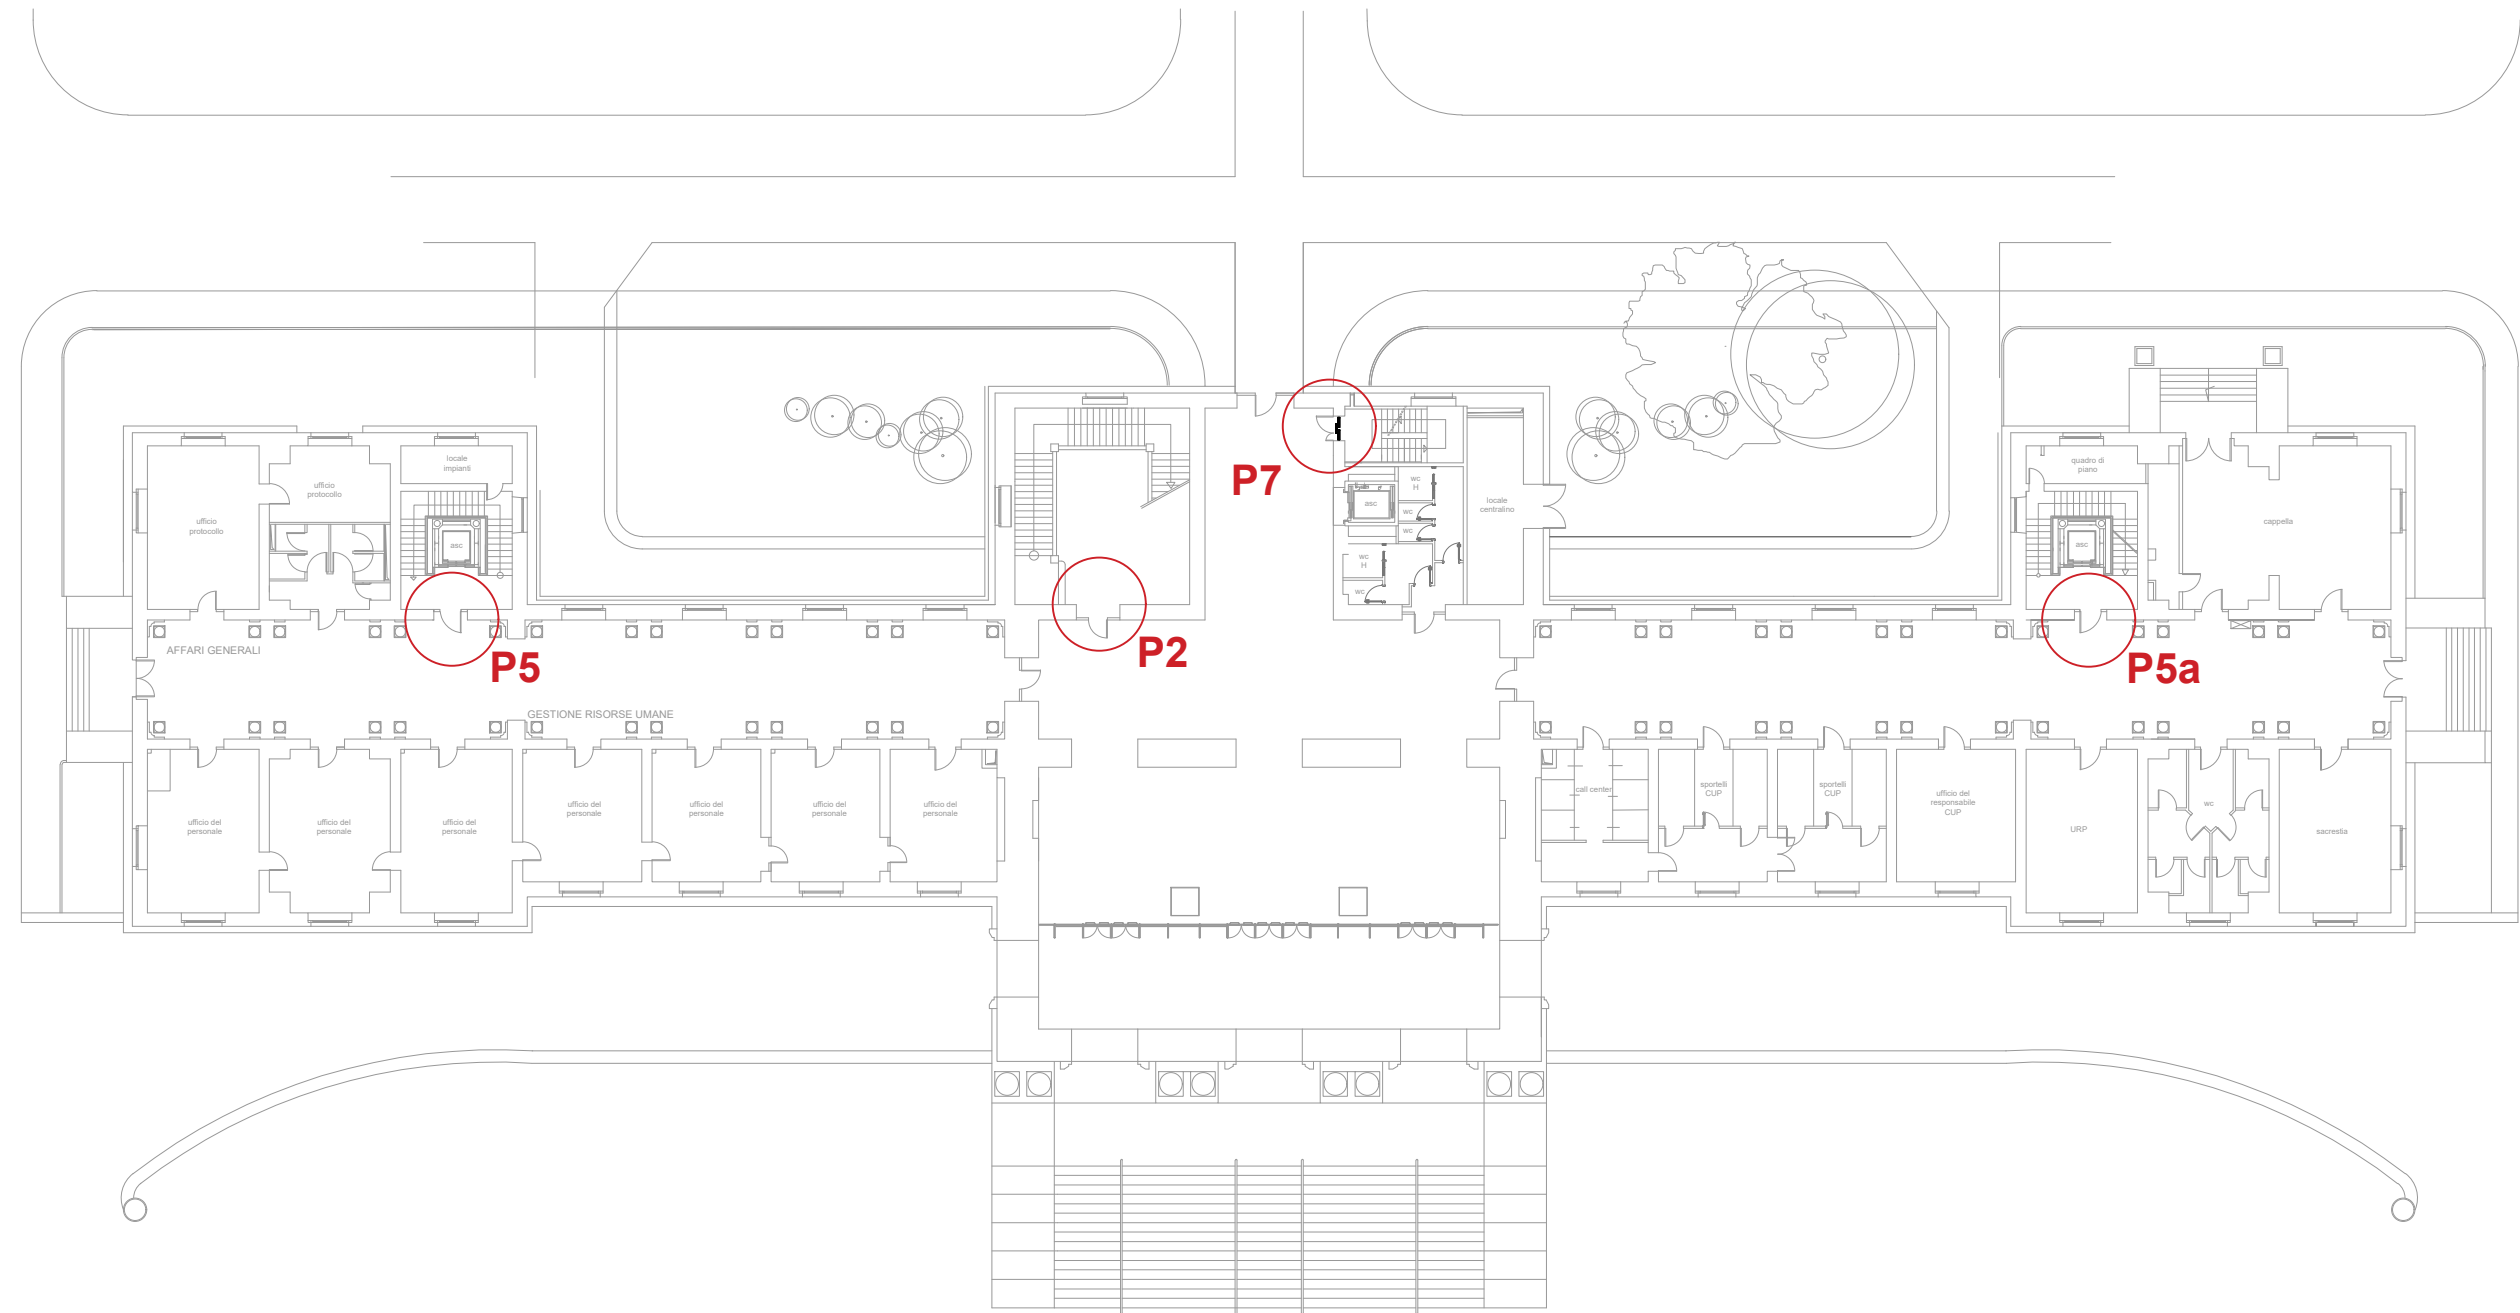 P7
P5
P2
P5a
locale
impianti
ufficio
protocollo
ufficio
protocollo
asc
wc
H
asc
wc
wc
wc
H
wc
locale
centralino
quadro di
piano
asc
cappella
AFFARI GENERALI
GESTIONE RISORSE UMANE
ufficio del
personale
ufficio del
personale
ufficio del
personale
ufficio del
personale
ufficio del
personale
ufficio del
personale
ufficio del
personale
call center
sportelli
CUP
sportelli
CUP
ufficio del
responsabile
CUP
URP
wc
sacrestia